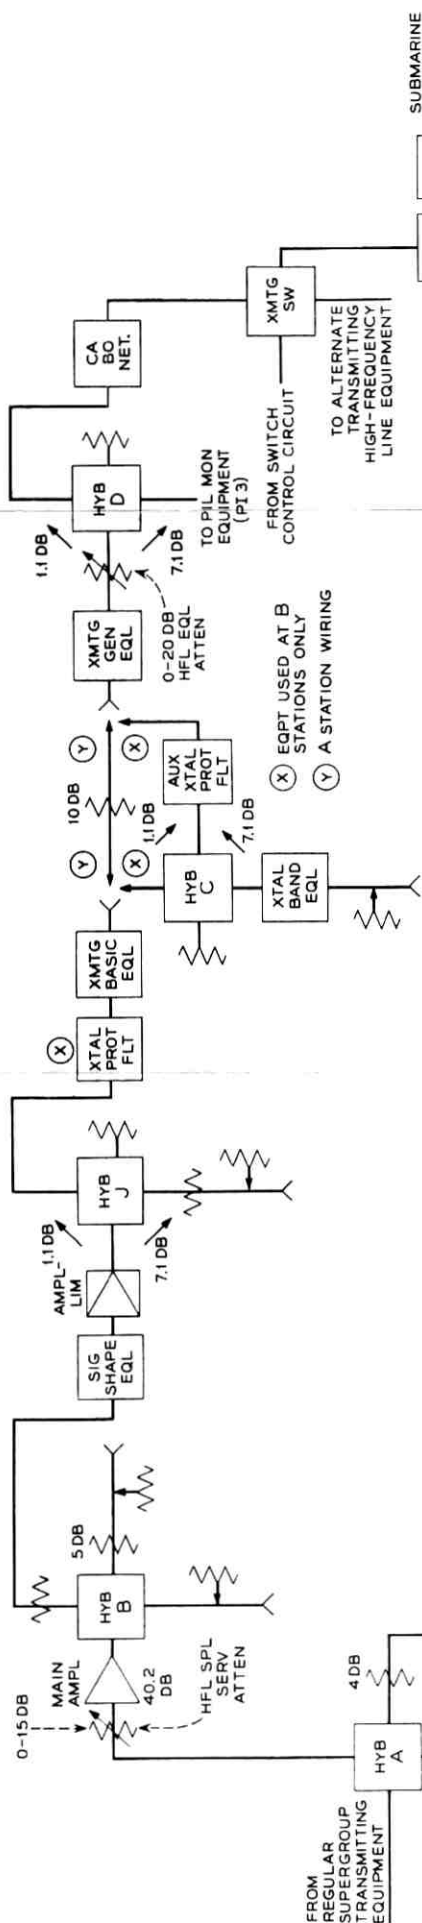 FROM
REGULAR
SUPERGROUP
TRANSMITTING
EQUIPMENT
HYB
A
4 DB
0-15 DB
MAIN
AMPL
40.2
DB
HFL SPL
SERV
ATTEN
HYB
B
5 DB
SIG
SHAPE
EQL
AMPL-
LIM
1.1 DB
7.1 DB
HYB
J
X
XTAL
PROT
FLT
XMTG
BASIC
EQL
Y
10 DB
Y
X
X
1.1 DB
7.1 DB
HYB
C
AUX
XTAL
PROT
FLT
XTAL
BAND
EQL
X EQPT USED AT B
STATIONS ONLY
Y A STATION WIRING
XMTG
GEN
EQL
0-20 DB
HFL EQL
ATTEN
1.1 DB
7.1 DB
HYB
D
TO PIL MON
EQUIPMENT
(PI 3)
CA
BO
NET.
XMTG
SW
FROM SWITCH
CONTROL CIRCUIT
TO ALTERNATE
TRANSMITTING
HIGH-FREQUENCY
LINE EQUIPMENT
SUBMARINE